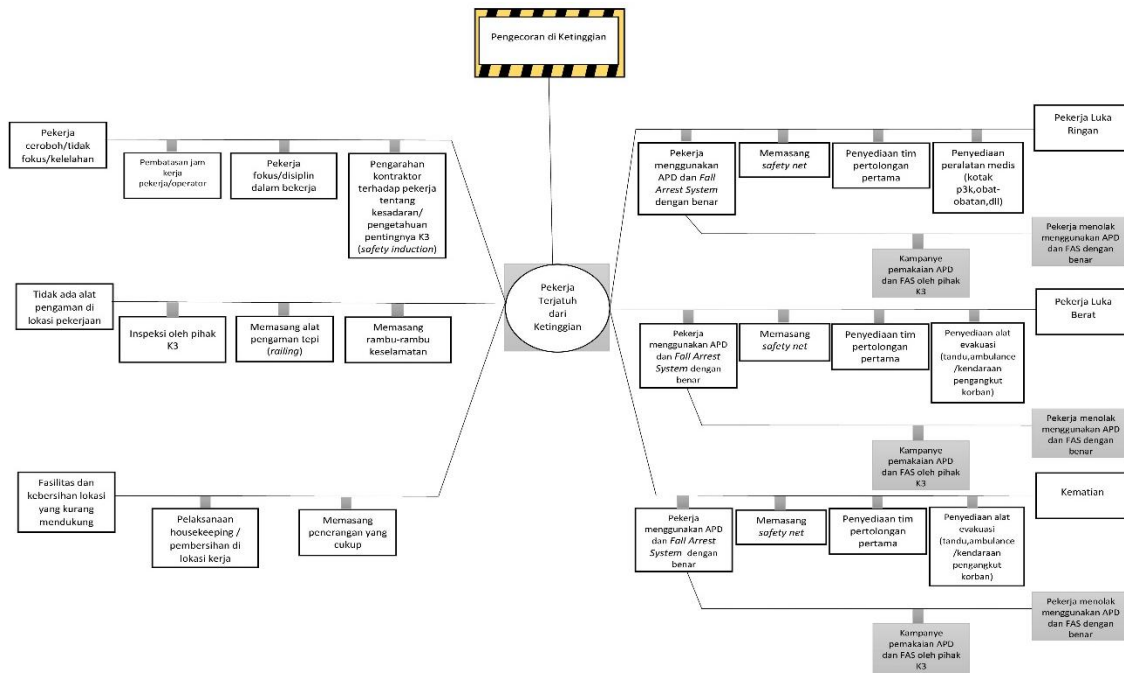 Pengecoran di Ketinggian
Pekerja
ceroboh/tidak
fokus/kelelahan
Pembatasan jam
kerja
pekerja/operator
Pekerja
fokus/disiplin
dalam bekerja
Pengarahan
kontraktor
terhadap pekerja
tentang
kesadaran/
pengetahuan
pentingnya K3
(safety induction)
Tidak ada alat
pengaman di
lokasi pekerjaan
Inspeksi oleh pihak
K3
Memasang alat
pengaman tepi
(railing)
Memasang
rambu-rambu
keselamatan
Fasilitas dan
kebersihan lokasi
yang kurang
mendukung
Pelaksanaan
housekeeping /
pembersihan di
lokasi kerja
Memasang
penerangan yang
cukup
Pekerja
Terjatuh
dari
Ketinggian
Pekerja Luka
Ringan
Pekerja
menggunakan
APD dan Fall
Arrest System
dengan benar
Memasang
safety net
Penyediaan tim
pertolongan
pertama
Penyediaan
peralatan medis
(kotak
p3k,obat-
obatan,dll)
Pekerja menolak
menggunakan APD
dan FAS dengan
benar
Kampanye
pemakaian APD
dan FAS oleh pihak
K3
Pekerja Luka
Berat
Pekerja
menggunakan APD
dan Fall Arrest
System dengan
benar
Memasang
safety net
Penyediaan tim
pertolongan
pertama
Penyediaan alat
evakuasi
(tandu,ambulance
/kendaraan
pengangkut
korban)
Pekerja menolak
menggunakan APD
dan FAS dengan
benar
Kampanye
pemakaian APD
dan FAS oleh pihak
K3
Kematian
Pekerja
menggunakan APD
dan Fall Arrest
System dengan
benar
Memasang
safety net
Penyediaan tim
pertolongan
pertama
Penyediaan alat
evakuasi
(tandu,ambulance
/kendaraan
pengangkut
korban)
Pekerja menolak
menggunakan APD
dan FAS dengan
benar
Kampanye
pemakaian APD
dan FAS oleh pihak
K3